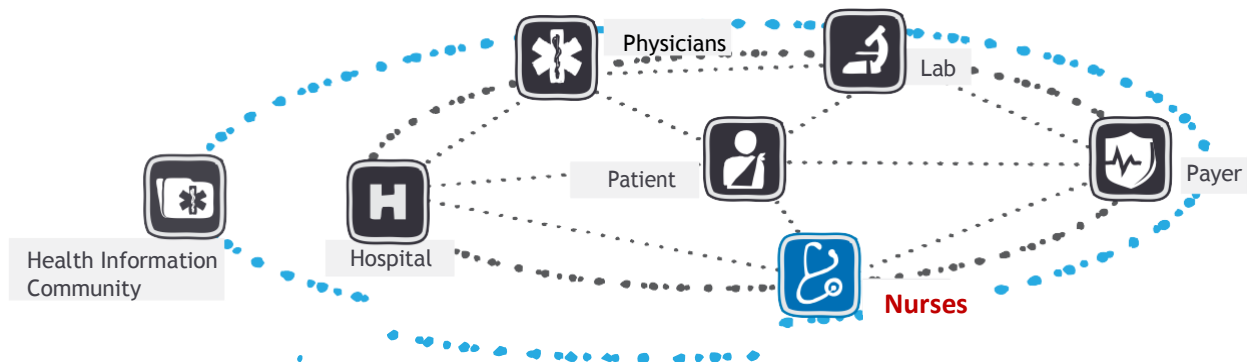 Physicians
Lab
Patient
Payer
H
Hospital
Health Information
Community
Nurses